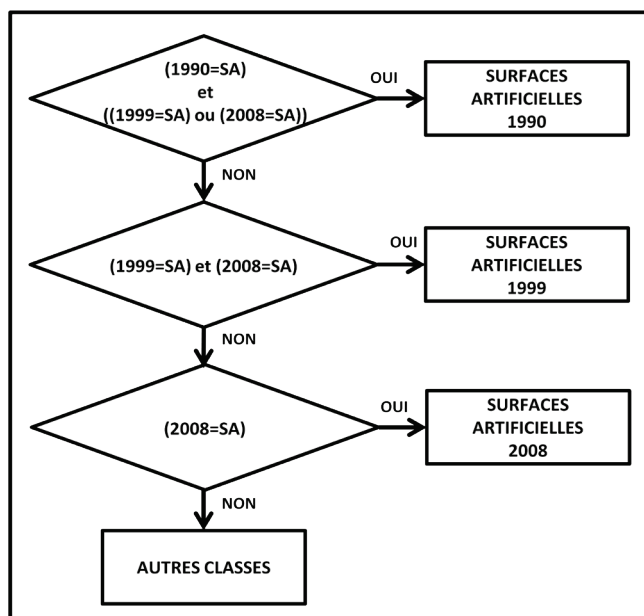 (1990=SA)
et
((1999=SA) ou (2008=SA))
OUI
SURFACES
ARTIFICIELLES
1990
NON
(1999=SA) et (2008=SA)
OUI
SURFACES
ARTIFICIELLES
1999
NON
(2008=SA)
OUI
SURFACES
ARTIFICIELLES
2008
NON
AUTRES CLASSES